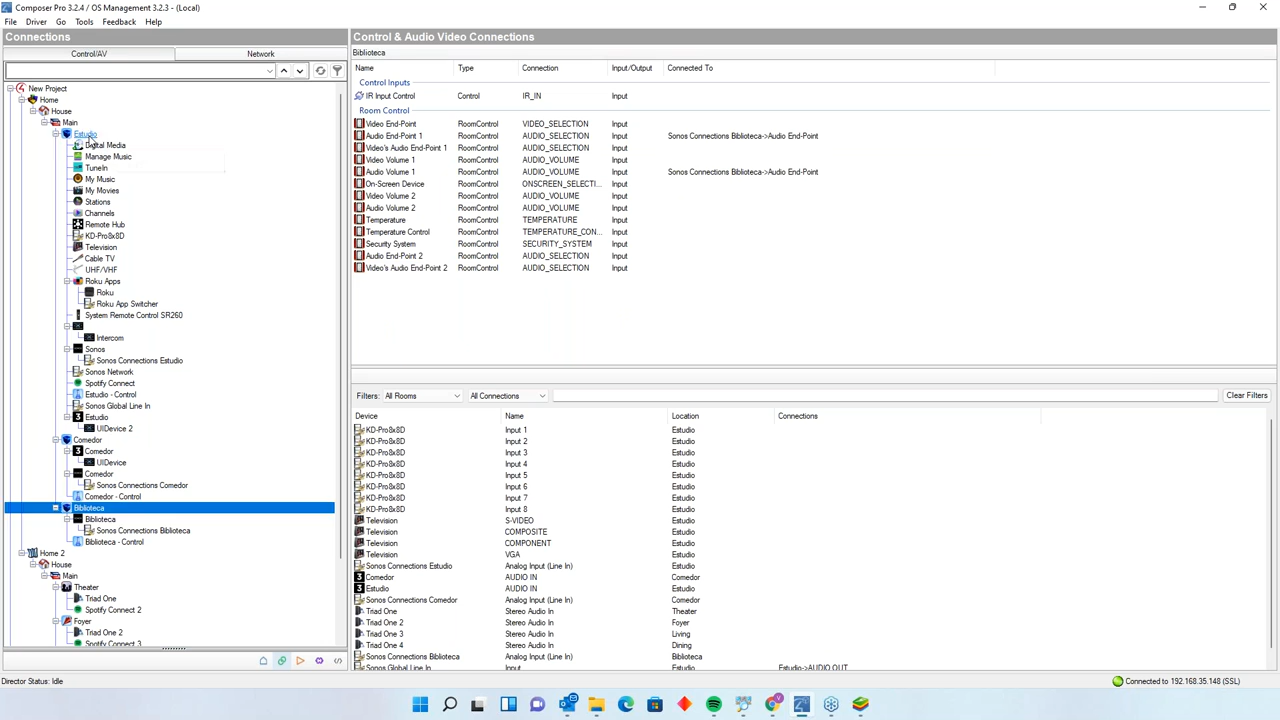 Composer Pro 3.2.4 / OS Management 3.2.3 - (Local)
File Driver Go Tools Feedback Help
Connections
Control/AV Network
New Project
Home
House
Main
Estudio
Digital Media
Manage Music
TuneIn
My Music
My Movies
Stations
Channels
Remote Hub
KD-Pro8x8D
Television
Cable TV
UHF/VHF
Roku Apps
Roku
Roku App Switcher
System Remote Control SR260
Intercom
Sonos
Sonos Connections Estudio
Sonos Network
Spotify Connect
Estudio - Control
Sonos Global Line In
Estudio
UIDevice 2
Comedor
Comedor
UIDevice
Comedor
Sonos Connections Comedor
Comedor - Control
Biblioteca
Biblioteca
Sonos Connections Biblioteca
Biblioteca - Control
Home 2
House
Main
Theater
Triad One
Spotify Connect 2
Foyer
Triad One 2
Spotify Connect 3
Director Status: Idle
Control & Audio Video Connections
Biblioteca
Name Type Connection Input/Output Connected To
Control Inputs
IR Input Control Control IR_IN Input
Room Control
Video End-Point RoomControl VIDEO_SELECTION Input
Audio End-Point 1 RoomControl AUDIO_SELECTION Input Sonos Connections Biblioteca->Audio End-Point
Video's Audio End-Point 1 RoomControl AUDIO_SELECTION Input
Video Volume 1 RoomControl AUDIO_VOLUME Input
Audio Volume 1 RoomControl AUDIO_VOLUME Input Sonos Connections Biblioteca->Audio End-Point
On-Screen Device RoomControl ONSCREEN_SELECTI... Input
Video Volume 2 RoomControl AUDIO_VOLUME Input
Audio Volume 2 RoomControl AUDIO_VOLUME Input
Temperature RoomControl TEMPERATURE Input
Temperature Control RoomControl TEMPERATURE_CON... Input
Security System RoomControl SECURITY_SYSTEM Input
Audio End-Point 2 RoomControl AUDIO_SELECTION Input
Video's Audio End-Point 2 RoomControl AUDIO_SELECTION Input
Filters: All Rooms All Connections Clear Filters
Device Name Location Connections
KD-Pro8x8D Input 1 Estudio
KD-Pro8x8D Input 2 Estudio
KD-Pro8x8D Input 3 Estudio
KD-Pro8x8D Input 4 Estudio
KD-Pro8x8D Input 5 Estudio
KD-Pro8x8D Input 6 Estudio
KD-Pro8x8D Input 7 Estudio
KD-Pro8x8D Input 8 Estudio
Television S-VIDEO Estudio
Television COMPOSITE Estudio
Television COMPONENT Estudio
Television VGA Estudio
Sonos Connections Estudio Analog Input (Line In) Estudio
Comedor AUDIO IN Comedor
Estudio AUDIO IN Estudio
Sonos Connections Comedor Analog Input (Line In) Comedor
Triad One Stereo Audio In Theater
Triad One 2 Stereo Audio In Foyer
Triad One 3 Stereo Audio In Living
Triad One 4 Stereo Audio In Dining
Sonos Connections Biblioteca Analog Input (Line In) Biblioteca
Sonos Global Line In Input Estudio Estudio->AUDIO OUT
Connected to 192.168.35.148 (SSL)